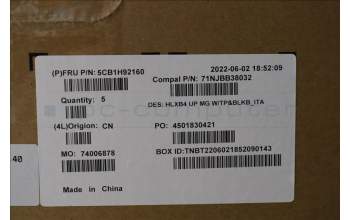 2022-06-02 18:52:09
(P)FRU P/N: 5CB1H92160
Compal P/N: 71NJBB38032
Quantity: 5
DES: HLXB4 UP MG W/TP&BLKB_ITA
(4L)Origion: CN
PO: 4501830421
40
MO: 74006878
BOX ID:TNBT2206021852090143
Made in China